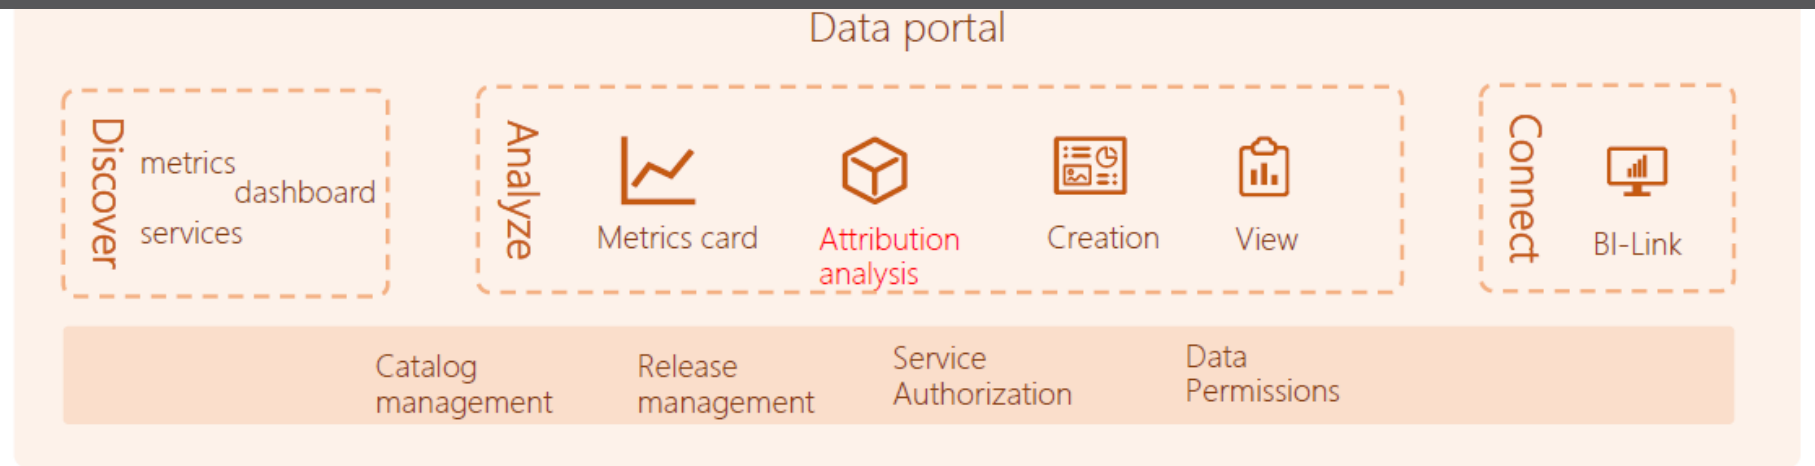 Data portal
Discover
metrics
dashboard
services
Analyze
Metrics card
Attribution
analysis
Creation
View
Connect
BI-Link
Catalog
management
Release
management
Service
Authorization
Data
Permissions